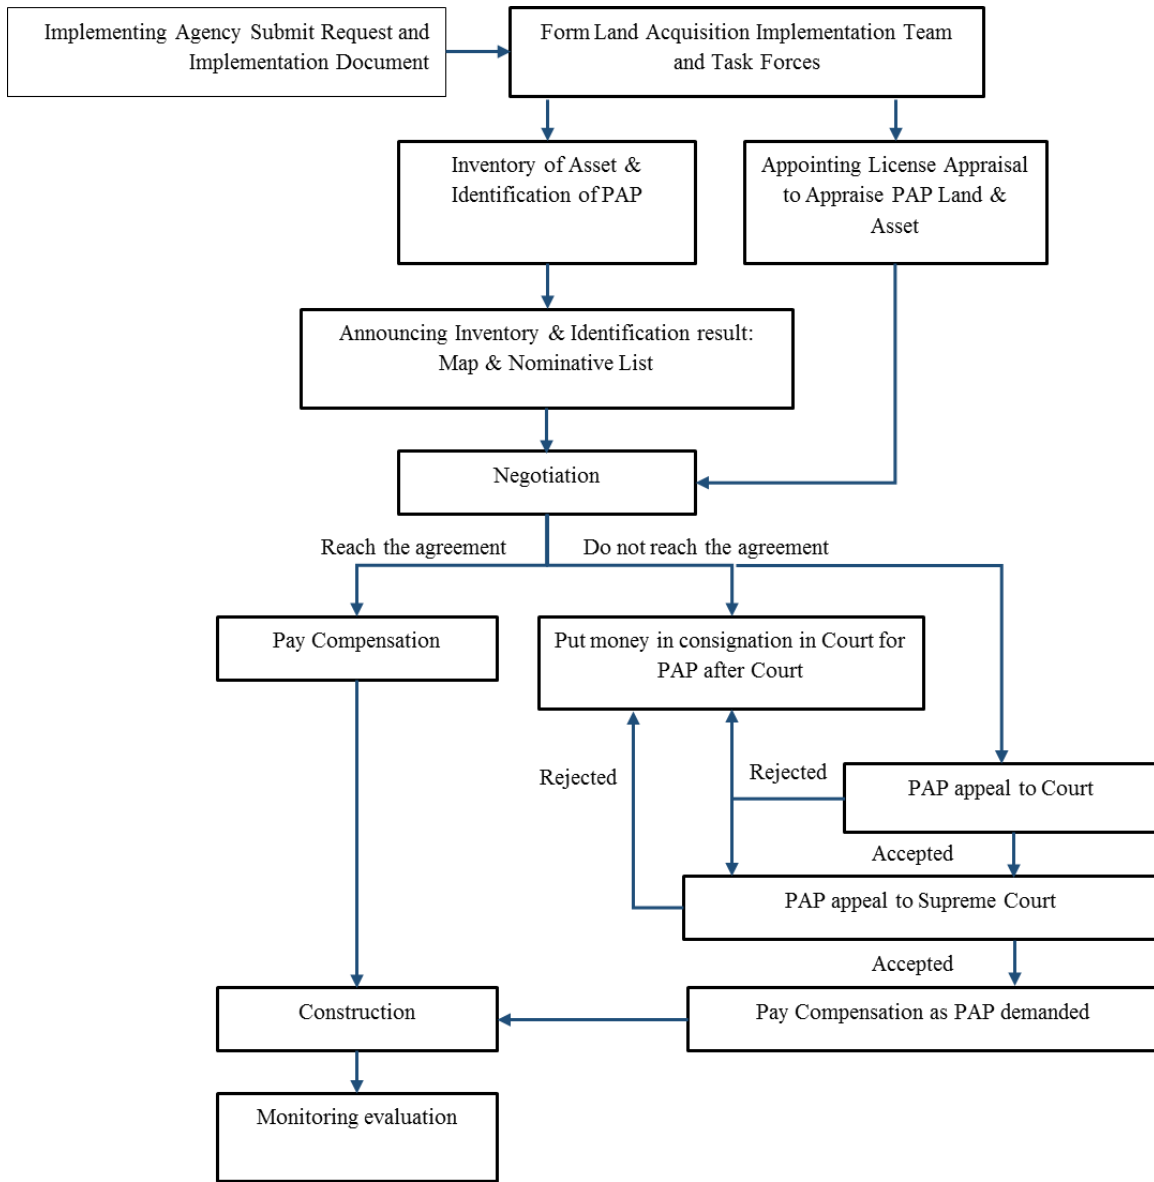 Implementing Agency Submit Request and
Implementation Document
Form Land Acquisition Implementation Team
and Task Forces
Inventory of Asset &
Identification of PAP
Appointing License Appraisal
to Appraise PAP Land &
Asset
Announcing Inventory & Identification result:
Map & Nominative List
Negotiation
Reach the agreement
Do not reach the agreement
Pay Compensation
Put money in consignation in Court for
PAP after Court
Rejected
Rejected
PAP appeal to Court
Accepted
PAP appeal to Supreme Court
Accepted
Construction
Pay Compensation as PAP demanded
Monitoring evaluation